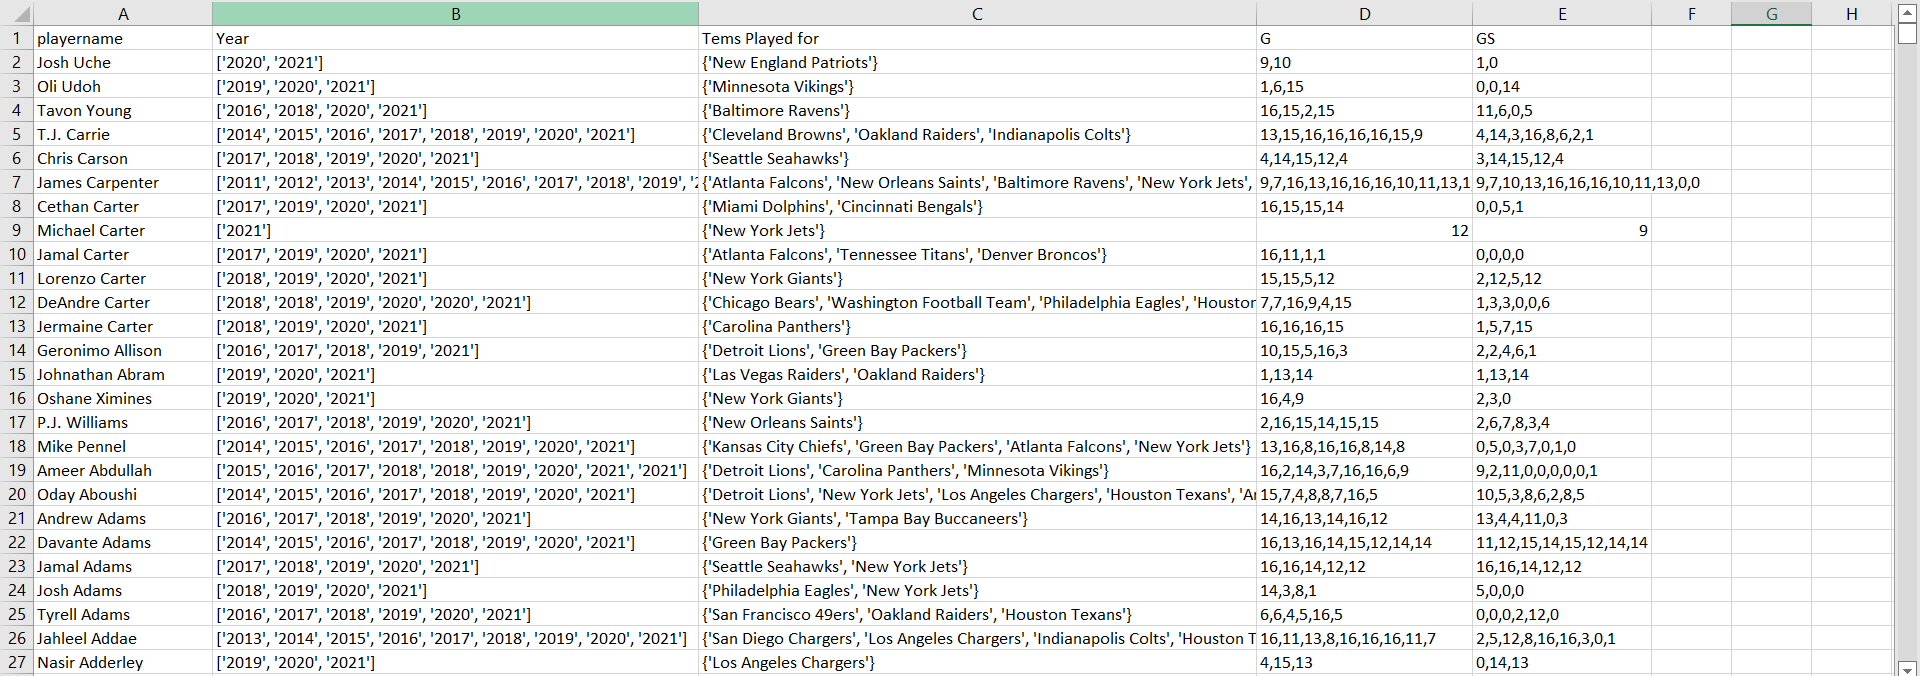 A B C D E F G H
1 playername Year Tems Played for G GS
2 Josh Uche ['2020', '2021'] {'New England Patriots'} 9,10 1,0
3 Oli Udoh ['2019', '2020', '2021'] {'Minnesota Vikings'} 1,6,15 0,0,14
4 Tavon Young ['2016', '2018', '2020', '2021'] {'Baltimore Ravens'} 16,15,2,15 11,6,0,5
5 T.J. Carrie ['2014', '2015', '2016', '2017', '2018', '2019', '2020', '2021'] {'Cleveland Browns', 'Oakland Raiders', 'Indianapolis Colts'} 13,15,16,16,16,16,15,9 4,14,3,16,8,6,2,1
6 Chris Carson ['2017', '2018', '2019', '2020', '2021'] {'Seattle Seahawks'} 4,14,15,12,4 3,14,15,12,4
7 James Carpenter ['2011', '2012', '2013', '2014', '2015', '2016', '2017', '2018', '2019', {'Atlanta Falcons', 'New Orleans Saints', 'Baltimore Ravens', 'New York Jets', 9,7,16,13,16,16,16,10,11,13,1 9,7,10,13,16,16,16,10,11,13,0,0
8 Cethan Carter ['2017', '2019', '2020', '2021'] {'Miami Dolphins', 'Cincinnati Bengals'} 16,15,15,14 0,0,5,1
9 Michael Carter ['2021'] {'New York Jets'} 12 9
10 Jamal Carter ['2017', '2019', '2020', '2021'] {'Atlanta Falcons', 'Tennessee Titans', 'Denver Broncos'} 16,11,1,1 0,0,0,0
11 Lorenzo Carter ['2018', '2019', '2020', '2021'] {'New York Giants'} 15,15,5,12 2,12,5,12
12 DeAndre Carter ['2018', '2018', '2019', '2020', '2020', '2021'] {'Chicago Bears', 'Washington Football Team', 'Philadelphia Eagles', 'Houston 7,7,16,9,4,15 1,3,3,0,0,6
13 Jermaine Carter ['2018', '2019', '2020', '2021'] {'Carolina Panthers'} 16,16,16,15 1,5,7,15
14 Geronimo Allison ['2016', '2017', '2018', '2019', '2021'] {'Detroit Lions', 'Green Bay Packers'} 10,15,5,16,3 2,2,4,6,1
15 Johnathan Abram ['2019', '2020', '2021'] {'Las Vegas Raiders', 'Oakland Raiders'} 1,13,14 1,13,14
16 Oshane Ximines ['2019', '2020', '2021'] {'New York Giants'} 16,4,9 2,3,0
17 P.J. Williams ['2016', '2017', '2018', '2019', '2020', '2021'] {'New Orleans Saints'} 2,16,15,14,15,15 2,6,7,8,3,4
18 Mike Pennel ['2014', '2015', '2016', '2017', '2018', '2019', '2020', '2021'] {'Kansas City Chiefs', 'Green Bay Packers', 'Atlanta Falcons', 'New York Jets'} 13,16,8,16,16,8,14,8 0,5,0,3,7,0,1,0
19 Ameer Abdullah ['2015', '2016', '2017', '2018', '2018', '2019', '2020', '2021', '2021'] {'Detroit Lions', 'Carolina Panthers', 'Minnesota Vikings'} 16,2,14,3,7,16,16,6,9 9,2,11,0,0,0,0,0,1
20 Oday Aboushi ['2014', '2015', '2016', '2017', '2018', '2019', '2020', '2021'] {'Detroit Lions', 'New York Jets', 'Los Angeles Chargers', 'Houston Texans', 15,7,4,8,8,7,16,5 10,5,3,8,6,2,8,5
21 Andrew Adams ['2016', '2017', '2018', '2019', '2020', '2021'] {'New York Giants', 'Tampa Bay Buccaneers'} 14,16,13,14,16,12 13,4,4,11,0,3
22 Davante Adams ['2014', '2015', '2016', '2017', '2018', '2019', '2020', '2021'] {'Green Bay Packers'} 16,13,16,14,15,12,14,14 11,12,15,14,15,12,14,14
23 Jamal Adams ['2017', '2018', '2019', '2020', '2021'] {'Seattle Seahawks', 'New York Jets'} 16,16,14,12,12 16,16,14,12,12
24 Josh Adams ['2018', '2019', '2020', '2021'] {'Philadelphia Eagles', 'New York Jets'} 14,3,8,1 5,0,0,0
25 Tyrell Adams ['2016', '2017', '2018', '2019', '2020', '2021'] {'San Francisco 49ers', 'Oakland Raiders', 'Houston Texans'} 6,6,4,5,16,5 0,0,0,2,12,0
26 Jahleel Addae ['2013', '2014', '2015', '2016', '2017', '2018', '2019', '2020', '2021'] {'San Diego Chargers', 'Los Angeles Chargers', 'Indianapolis Colts', 'Houston T 16,11,13,8,16,16,16,11,7 2,5,12,8,16,16,3,0,1
27 Nasir Adderley ['2019', '2020', '2021'] {'Los Angeles Chargers'} 4,15,13 0,14,13